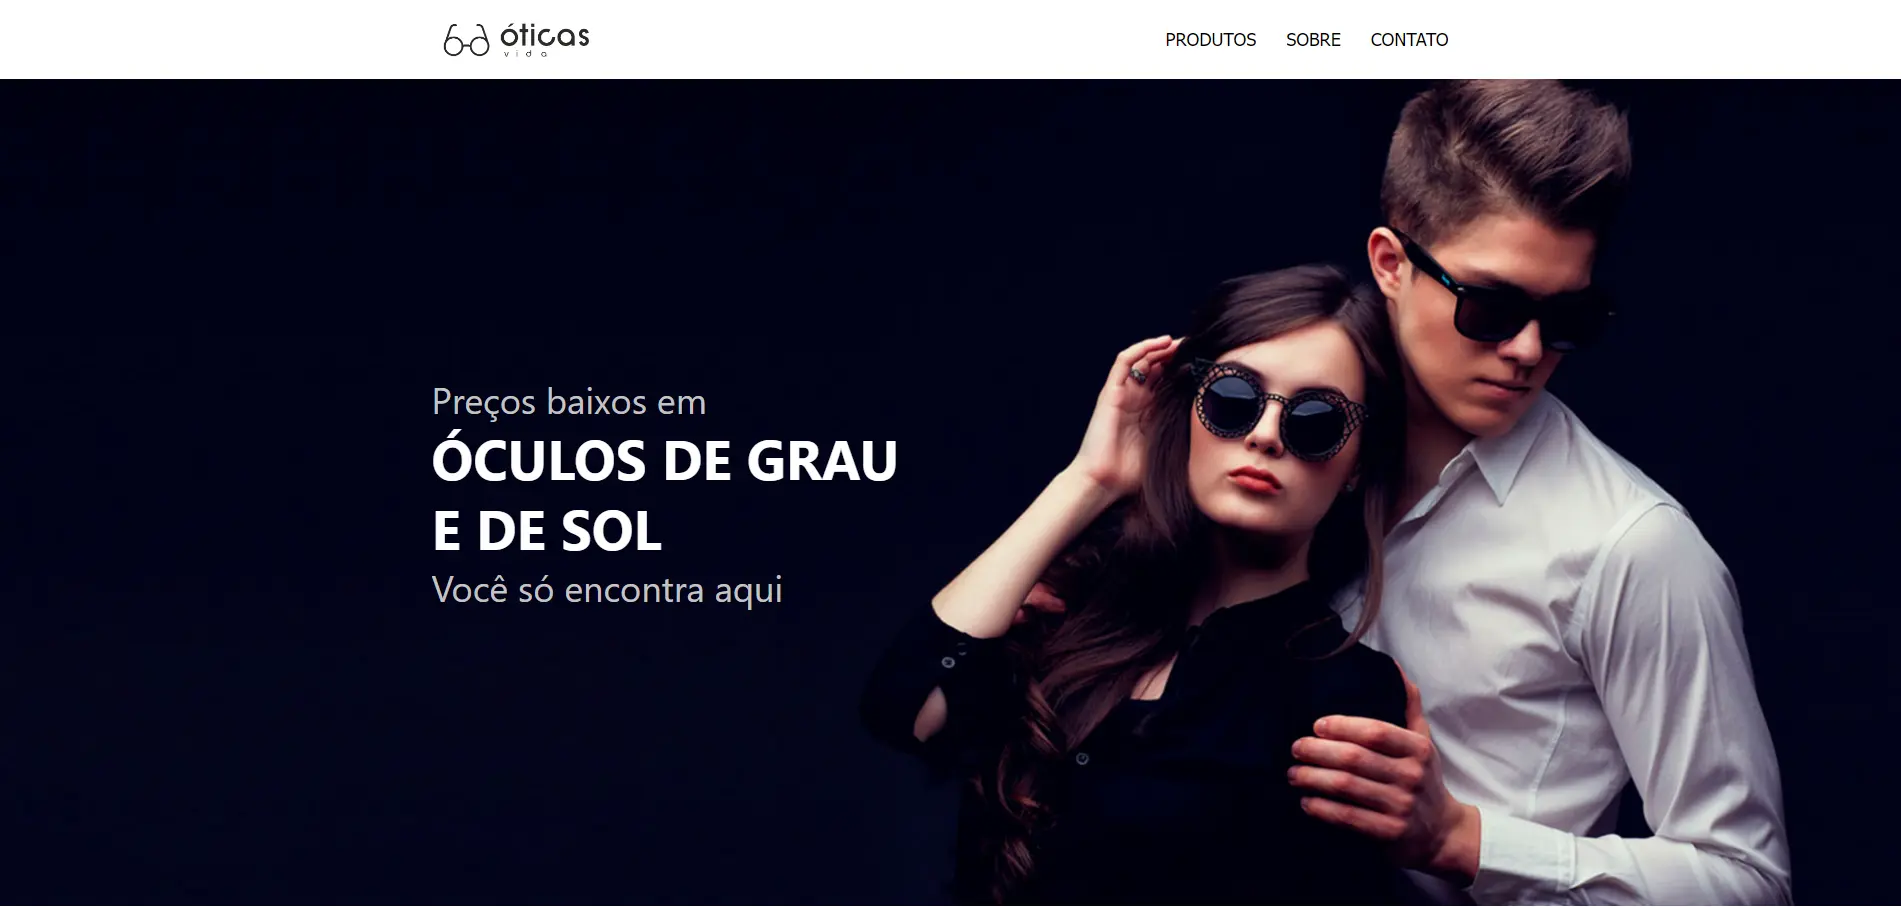 óticas
vida
PRODUTOS SOBRE CONTATO
Preços baixos em
ÓCULOS DE GRAU
E DE SOL
Você só encontra aqui